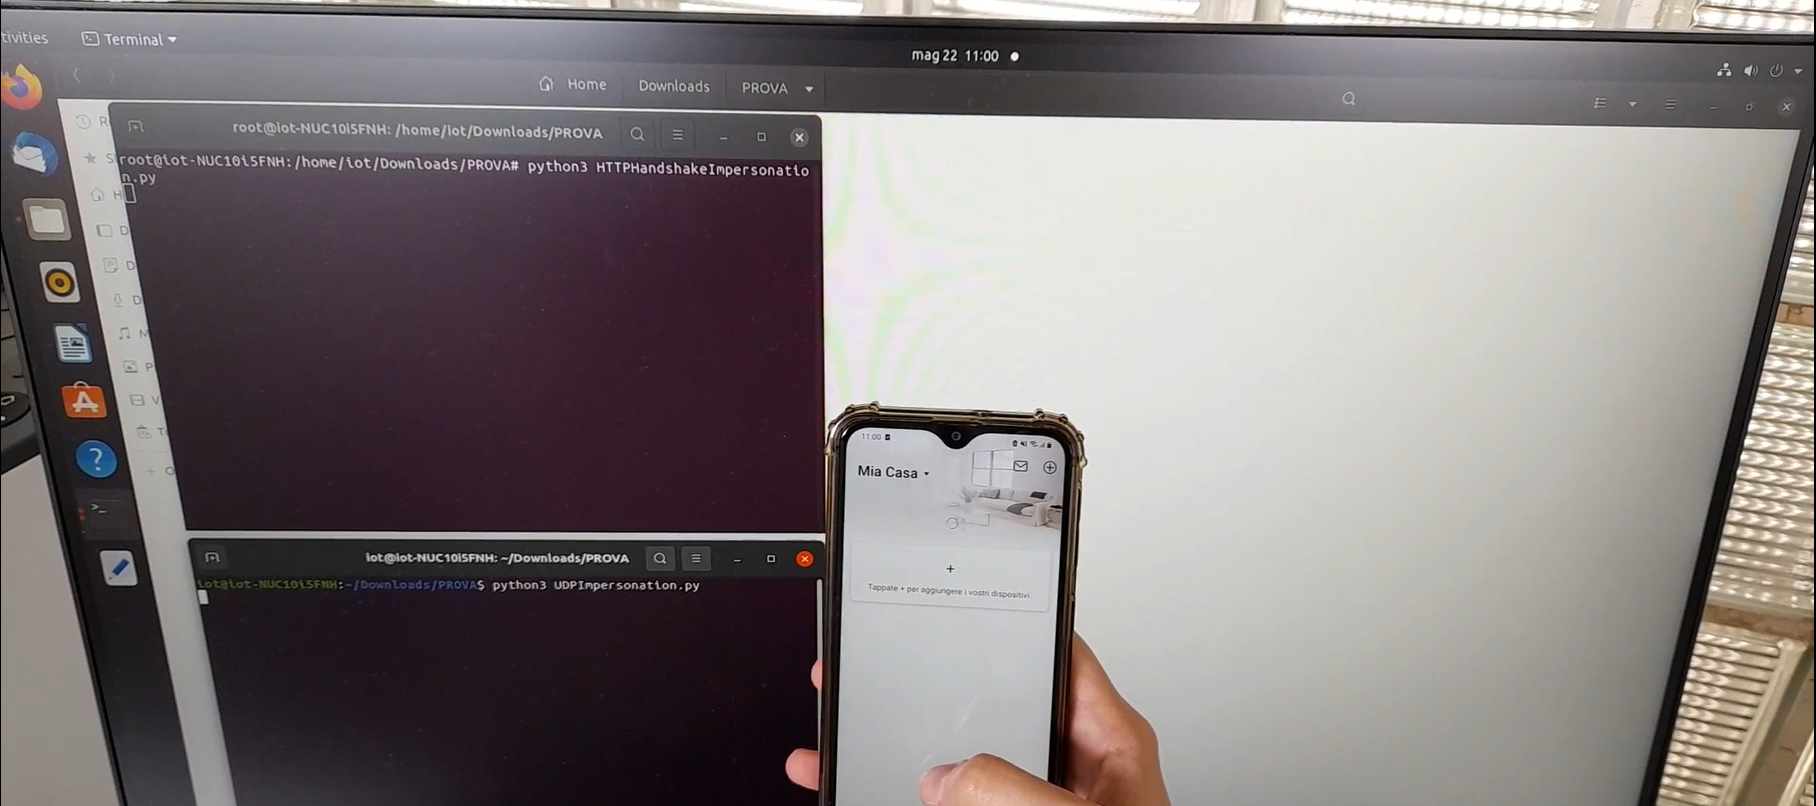 tivities Terminal
mag 22 11:00
Home Downloads PROVA
root@iot-NUC10i5FNH: /home/iot/Downloads/PROVA
root@iot-NUC10i5FNH:/home/iot/Downloads/PROVA# python3 HTTPHandshakeImpersonatio
n.py
R
S
H
D
D
D
M
P
V
T
O
iot@iot-NUC10i5FNH: ~/Downloads/PROVA
iot@iot-NUC10i5FNH:~/Downloads/PROVA$ python3 UDPImpersonation.py
11:00
Mia Casa
+
Tappate + per aggiungere i vostri dispositivi